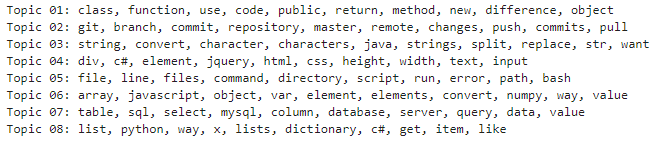 Topic 01: class, function, use, code, public, return, method, new, difference, object
Topic 02: git, branch, commit, repository, master, remote, changes, push, commits, pull
Topic 03: string, convert, character, characters, java, strings, split, replace, str, want
Topic 04: div, c#, element, jquery, html, css, height, width, text, input
Topic 05: file, line, files, command, directory, script, run, error, path, bash
Topic 06: array, javascript, object, var, element, elements, convert, numpy, way, value
Topic 07: table, sql, select, mysql, column, database, server, query, data, value
Topic 08: list, python, way, x, lists, dictionary, c#, get, item, like